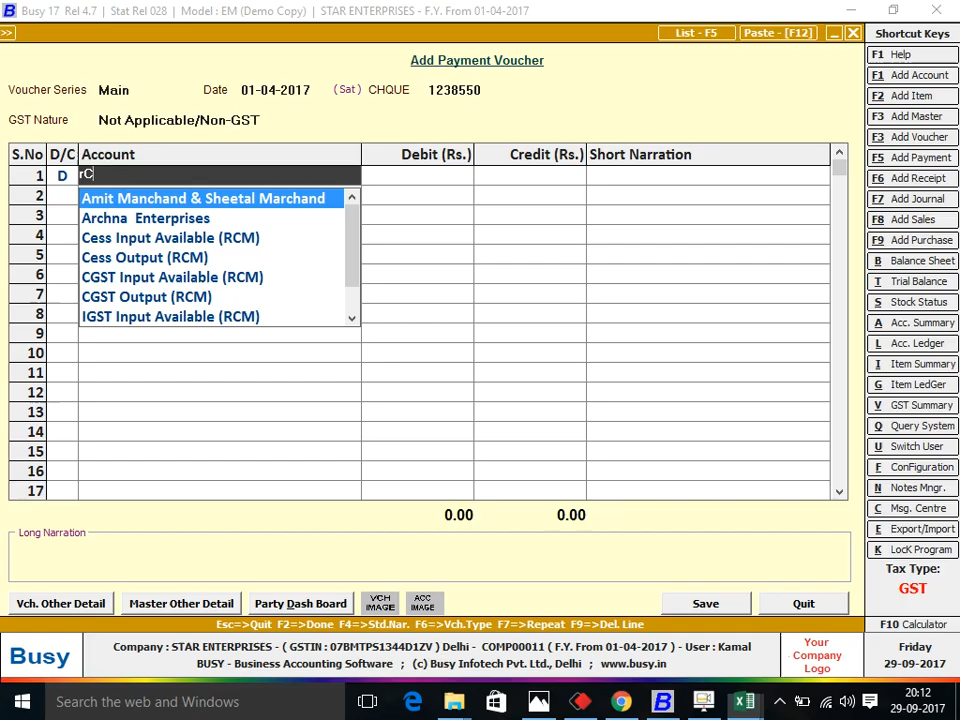 Busy 17 Rel 4.7 | Stat Rel 028 | Model : EM (Demo Copy) | STAR ENTERPRISES - F.Y. From 01-04-2017
>> List - F5 Paste - [F12]
Add Payment Voucher
Voucher Series Main Date 01-04-2017 (Sat) CHQUE 1238550
GST Nature Not Applicable/Non-GST
S.No D/C Account Debit (Rs.) Credit (Rs.) Short Narration
1 D rC
2 Amit Manchand & Sheetal Marchand
3 Archna Enterprises
4 Cess Input Available (RCM)
5 Cess Output (RCM)
6 CGST Input Available (RCM)
7 CGST Output (RCM)
8 IGST Input Available (RCM)
9
10
11
12
13
14
15
16
17
0.00 0.00
Long Narration
Vch. Other Detail Master Other Detail Party Dash Board VCH IMAGE ACC IMAGE Save Quit
Esc=>Quit F2=>Done F4=>Std.Nar. F6=>Vch.Type F7=>Repeat F9=>Del. Line
Busy
Company : STAR ENTERPRISES - ( GSTIN : 07BMTPS1344D1ZV ) Delhi - COMP00011 ( F.Y. From 01-04-2017 ) - User : Kamal
BUSY - Business Accounting Software ; (c) Busy Infotech Pvt. Ltd., Delhi ; www.busy.in
Your
Company
Logo
Shortcut Keys
F1 Help
F1 Add Account
F2 Add Item
F3 Add Master
F3 Add Voucher
F5 Add Payment
F6 Add Receipt
F7 Add Journal
F8 Add Sales
F9 Add Purchase
B Balance Sheet
T Trial Balance
S Stock Status
A Acc. Summary
L Acc. Ledger
I Item Summary
G Item LedGer
V GST Summary
Q Query System
U Switch User
F ConFiguration
N Notes Mngr.
C Msg. Centre
E Export/Import
K LocK Program
Tax Type:
GST
F10 Calculator
Friday
29-09-2017
Search the web and Windows
20:12
29-09-2017